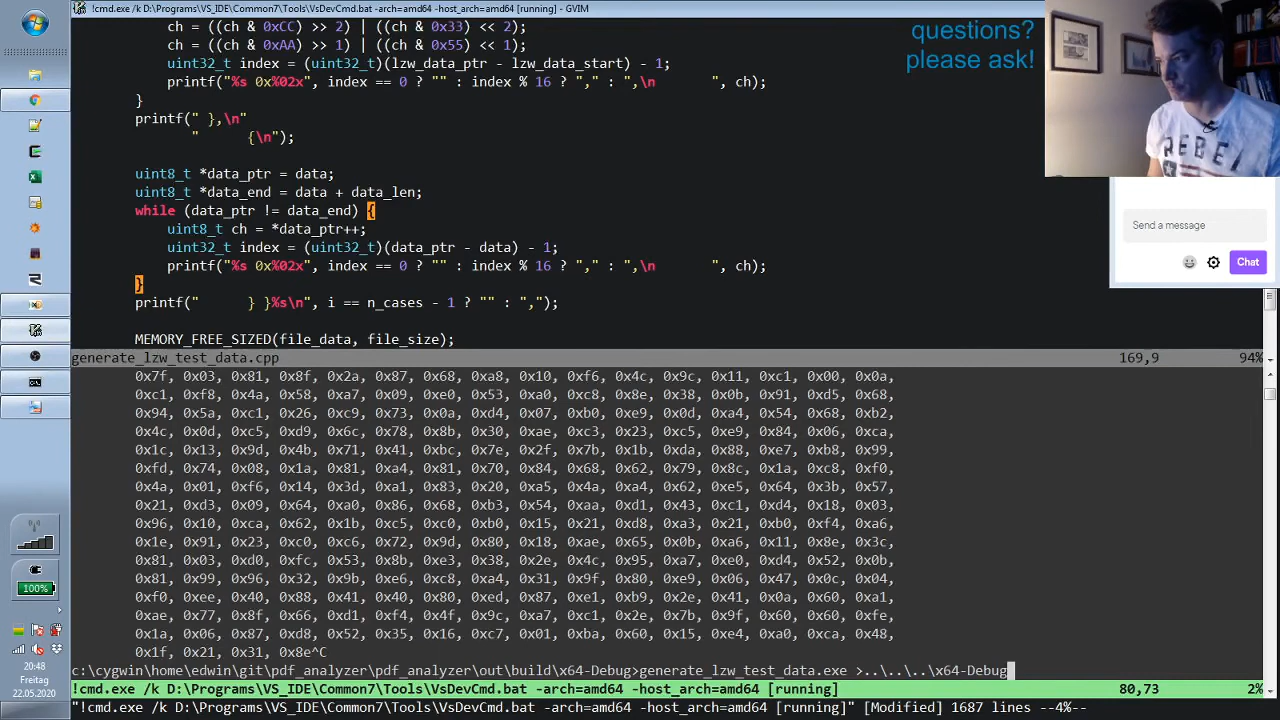 !cmd.exe /k D:\Programs\VS_IDE\Common7\Tools\VsDevCmd.bat -arch=amd64 -host_arch=amd64 [running] - GVIM
ch = ((ch & 0xCC) >> 2) | ((ch & 0x33) << 2);
ch = ((ch & 0xAA) >> 1) | ((ch & 0x55) << 1);
uint32_t index = (uint32_t)(lzw_data_ptr - lzw_data_start) - 1;
printf("%s 0x%02x", index == 0 ? "" : index % 16 ? "," : ",\n       ", ch);
}
printf(" },\n"
"      {\n");
uint8_t *data_ptr = data;
uint8_t *data_end = data + data_len;
while (data_ptr != data_end) {
uint8_t ch = *data_ptr++;
uint32_t index = (uint32_t)(data_ptr - data) - 1;
printf("%s 0x%02x", index == 0 ? "" : index % 16 ? "," : ",\n       ", ch);
}
printf("      } }%s\n", i == n_cases - 1 ? "" : ",");
MEMORY_FREE_SIZED(file_data, file_size);
generate_lzw_test_data.cpp 169,9 94%
0x7f, 0x03, 0x81, 0x8f, 0x2a, 0x87, 0x68, 0xa8, 0x10, 0xf6, 0x4c, 0x9c, 0x11, 0xc1, 0x00, 0x0a,
0xc1, 0xf8, 0x4a, 0x58, 0xa7, 0x09, 0xe0, 0x53, 0xa0, 0xc8, 0x8e, 0x38, 0x0b, 0x91, 0xd5, 0x68,
0x94, 0x5a, 0xc1, 0x26, 0xc9, 0x73, 0x0a, 0xd4, 0x07, 0xb0, 0xe9, 0x0d, 0xa4, 0x54, 0x68, 0xb2,
0x4c, 0x0d, 0xc5, 0xd9, 0x6c, 0x78, 0x8b, 0x30, 0xae, 0xc3, 0x23, 0xc5, 0xe9, 0x84, 0x06, 0xca,
0x1c, 0x13, 0x9d, 0x4b, 0x71, 0x41, 0xbc, 0x7e, 0x2f, 0x7b, 0x1b, 0xda, 0x88, 0xe7, 0xb8, 0x99,
0xfd, 0x74, 0x08, 0x1a, 0x81, 0xa4, 0x81, 0x70, 0x84, 0x68, 0x62, 0x79, 0x8c, 0x1a, 0xc8, 0xf0,
0x4a, 0x01, 0xf6, 0x14, 0x3d, 0xa1, 0x83, 0x20, 0xa5, 0x4a, 0xa4, 0x62, 0xe5, 0x64, 0x3b, 0x57,
0x21, 0xd3, 0x09, 0x64, 0xa0, 0x86, 0x68, 0xb3, 0x54, 0xaa, 0xd1, 0x43, 0xc1, 0xd4, 0x18, 0x03,
0x96, 0x10, 0xca, 0x62, 0x1b, 0xc5, 0xc0, 0xb0, 0x15, 0x21, 0xd8, 0xa3, 0x21, 0xb0, 0xf4, 0xa6,
0x1e, 0x91, 0x23, 0xc0, 0xc6, 0x72, 0x9d, 0x80, 0x18, 0xae, 0x65, 0x0b, 0xa6, 0x11, 0x8e, 0x3c,
0x81, 0x03, 0xd0, 0xfc, 0x53, 0x8b, 0xe3, 0x38, 0x2e, 0x4c, 0x95, 0xa7, 0xe0, 0xd4, 0x52, 0x0b,
0x81, 0x99, 0x96, 0x32, 0x9b, 0xe6, 0xc8, 0xa4, 0x31, 0x9f, 0x80, 0xe9, 0x06, 0x47, 0x0c, 0x04,
0xf0, 0xee, 0x40, 0x88, 0x41, 0x40, 0x80, 0xed, 0x87, 0xe1, 0xb9, 0x2e, 0x41, 0x0a, 0x60, 0xa1,
0xae, 0x77, 0x8f, 0x66, 0xd1, 0xf4, 0x4f, 0x9c, 0xa7, 0xc1, 0x2e, 0x7b, 0x9f, 0x60, 0x60, 0xfe,
0x1a, 0x06, 0x87, 0xd8, 0x52, 0x35, 0x16, 0xc7, 0x01, 0xba, 0x60, 0x15, 0xe4, 0xa0, 0xca, 0x48,
0x1f, 0x21, 0x31, 0x8e^C
c:\cygwin\home\edwin\git\pdf_analyzer\pdf_analyzer\out\build\x64-Debug>generate_lzw_test_data.exe >..\..\..\x64-Debug
!cmd.exe /k D:\Programs\VS_IDE\Common7\Tools\VsDevCmd.bat -arch=amd64 -host_arch=amd64 [running] 80,73 2%
"!cmd.exe /k D:\Programs\VS_IDE\Common7\Tools\VsDevCmd.bat -arch=amd64 -host_arch=amd64 [running]" [Modified] 1687 lines --4%--
questions?
please ask!
REBEL
Send a message
Chat
100%
20:48
Freitag
22.05.2020